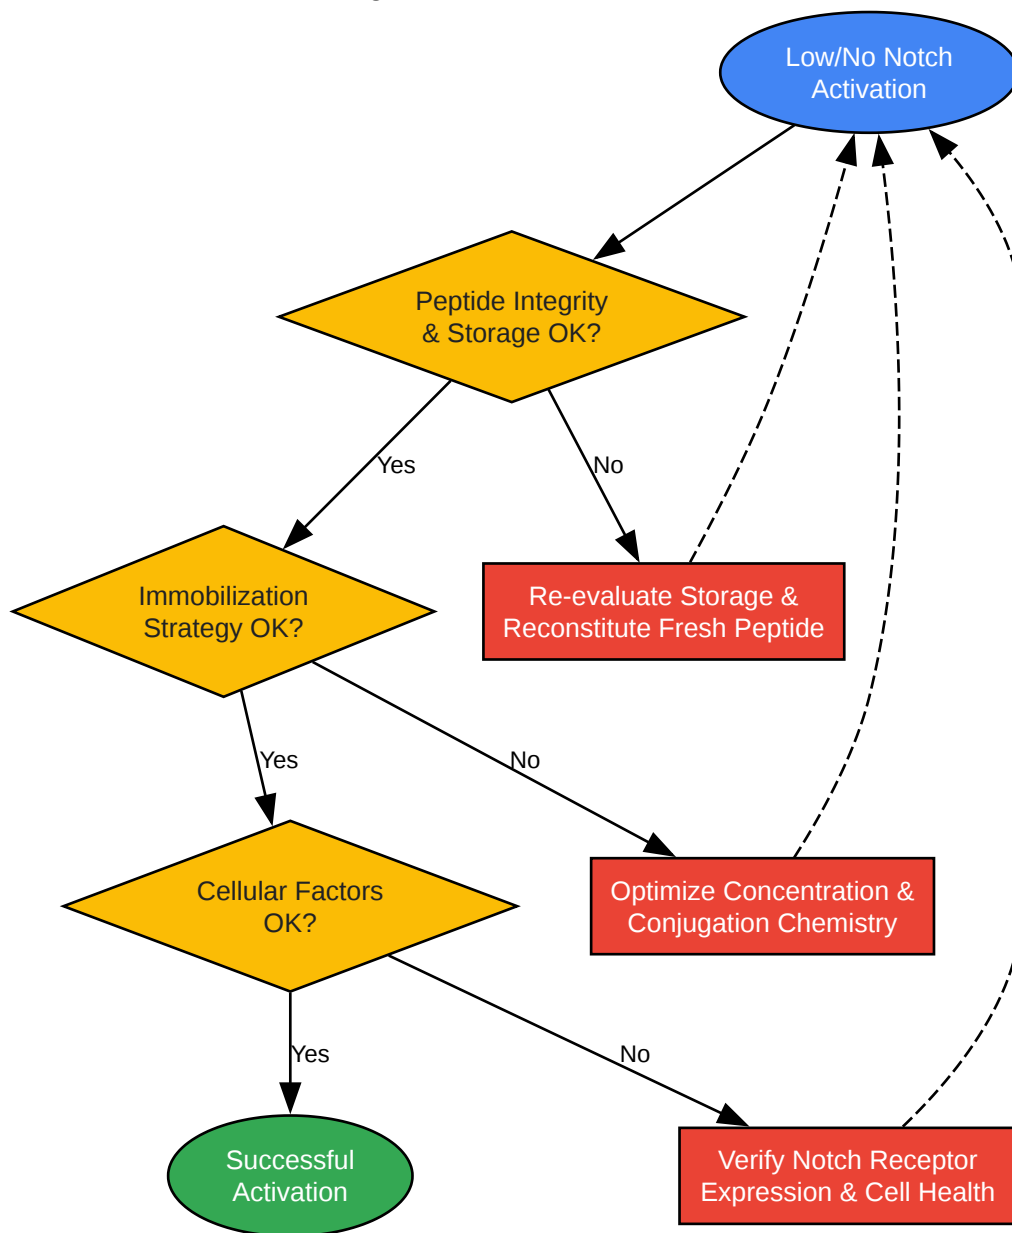 Low/No Notch
Activation
Peptide Integrity
& Storage OK?
Yes
No
Immobilization
Strategy OK?
Re-evaluate Storage &
Reconstitute Fresh Peptide
Yes
No
Cellular Factors
OK?
Optimize Concentration &
Conjugation Chemistry
Yes
No
Successful
Activation
Verify Notch Receptor
Expression & Cell Health